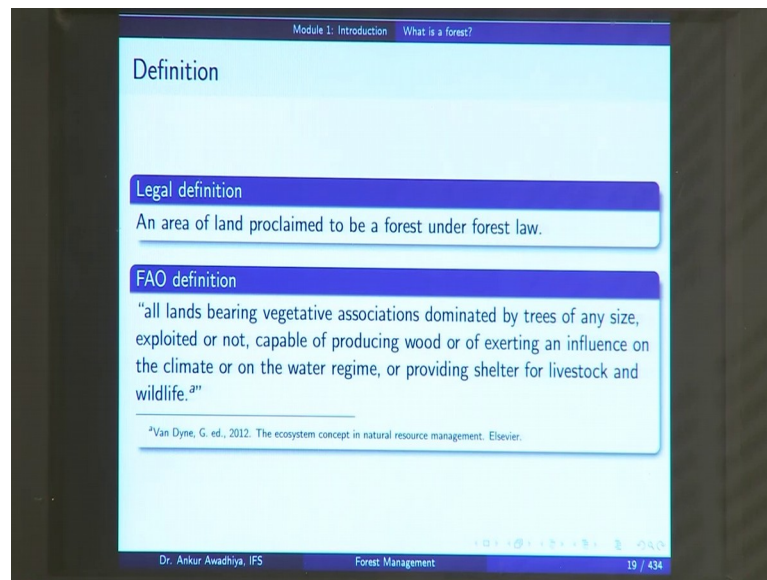 Module 1: Introduction What is a forest?
Definition
Legal definition
An area of land proclaimed to be a forest under forest law.
FAO definition
“all lands bearing vegetative associations dominated by trees of any size,
exploited or not, capable of producing wood or of exerting an influence on
the climate or on the water regime, or providing shelter for livestock and
wildlife.ᵃ”
ᵃVan Dyne, G. ed., 2012. The ecosystem concept in natural resource management. Elsevier.
Dr. Ankur Awadhiya, IFS Forest Management 19 / 434